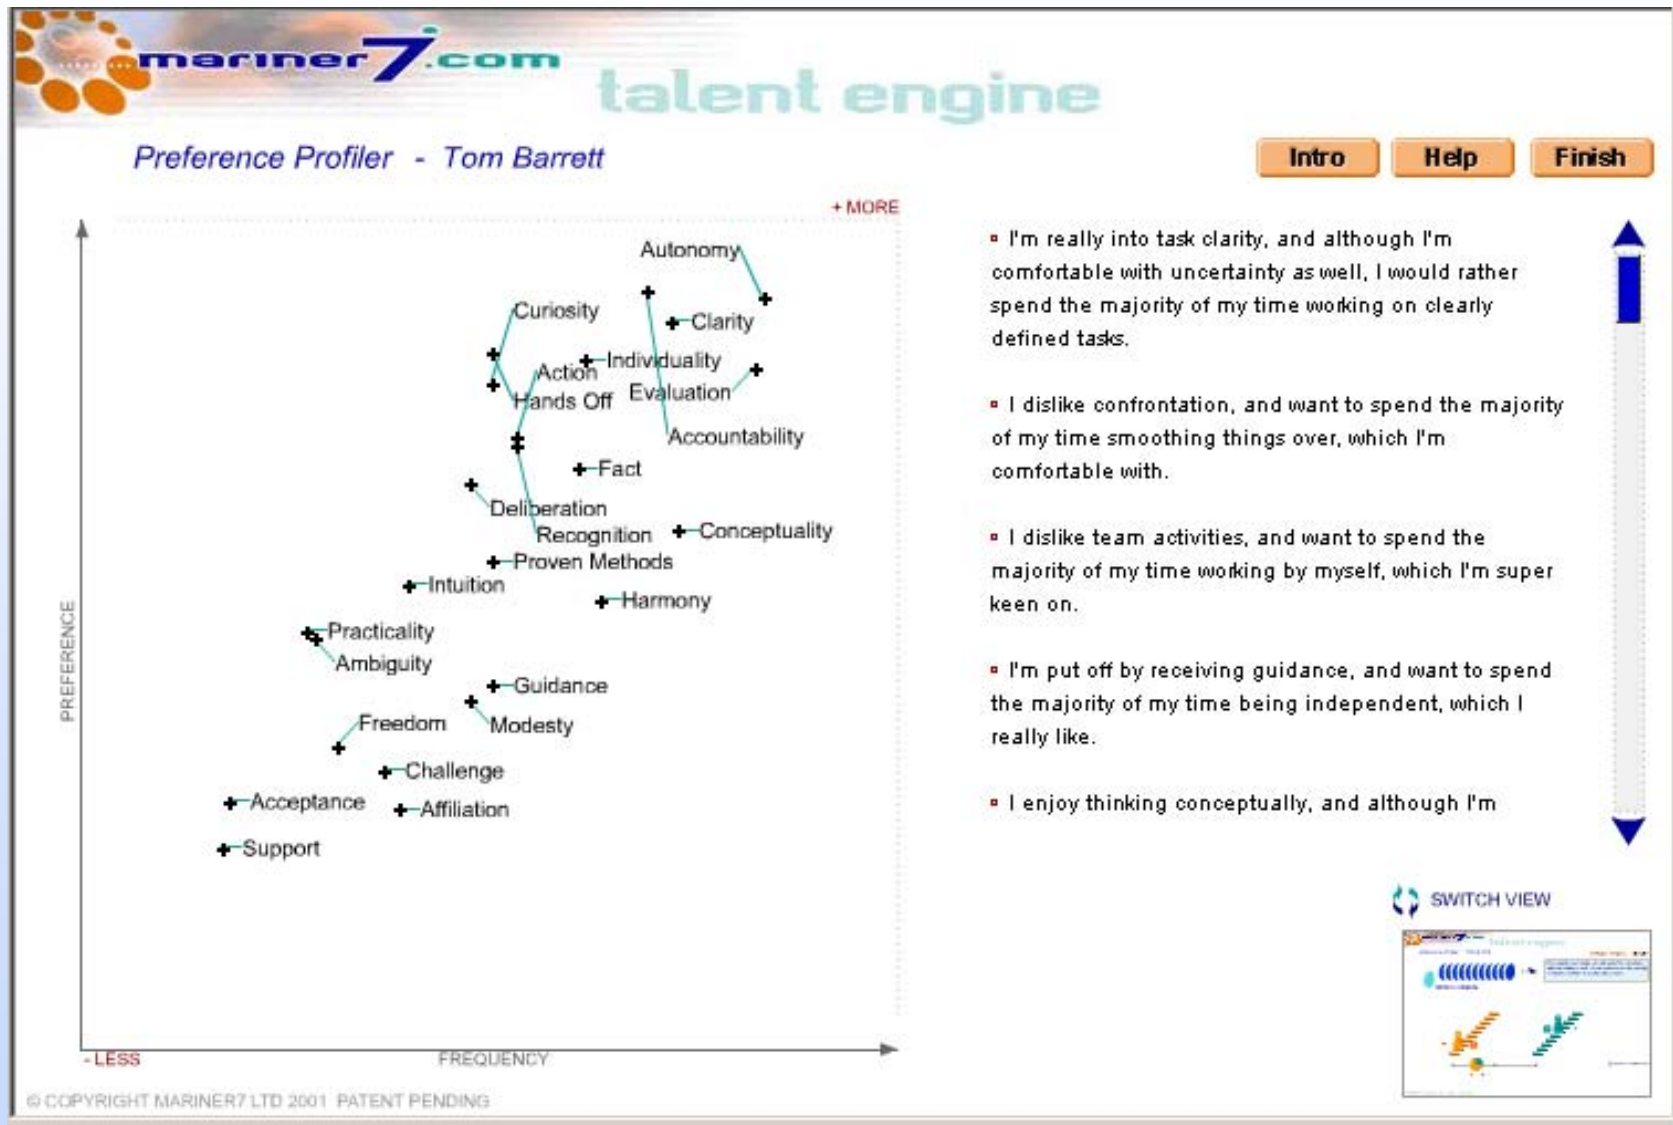 mariner7.com
talent engine
Preference Profiler - Tom Barrett
Intro
Help
Finish
+ MORE
Autonomy
Curiosity
Clarity
Individuality
Action
Evaluation
Hands Off
Accountability
Fact
Deliberation
Recognition
Conceptuality
Proven Methods
Intuition
Harmony
Practicality
Ambiguity
Guidance
Freedom
Modesty
Challenge
Acceptance
Affiliation
Support
PREFERENCE
- LESS
FREQUENCY
I'm really into task clarity, and although I'm
comfortable with uncertainty as well, I would rather
spend the majority of my time working on clearly
defined tasks.
I dislike confrontation, and want to spend the majority
of my time smoothing things over, which I'm
comfortable with.
I dislike team activities, and want to spend the
majority of my time working by myself, which I'm super
keen on.
I'm put off by receiving guidance, and want to spend
the majority of my time being independent, which I
really like.
I enjoy thinking conceptually, and although I'm
SWITCH VIEW
© COPYRIGHT MARINER7 LTD 2001 PATENT PENDING